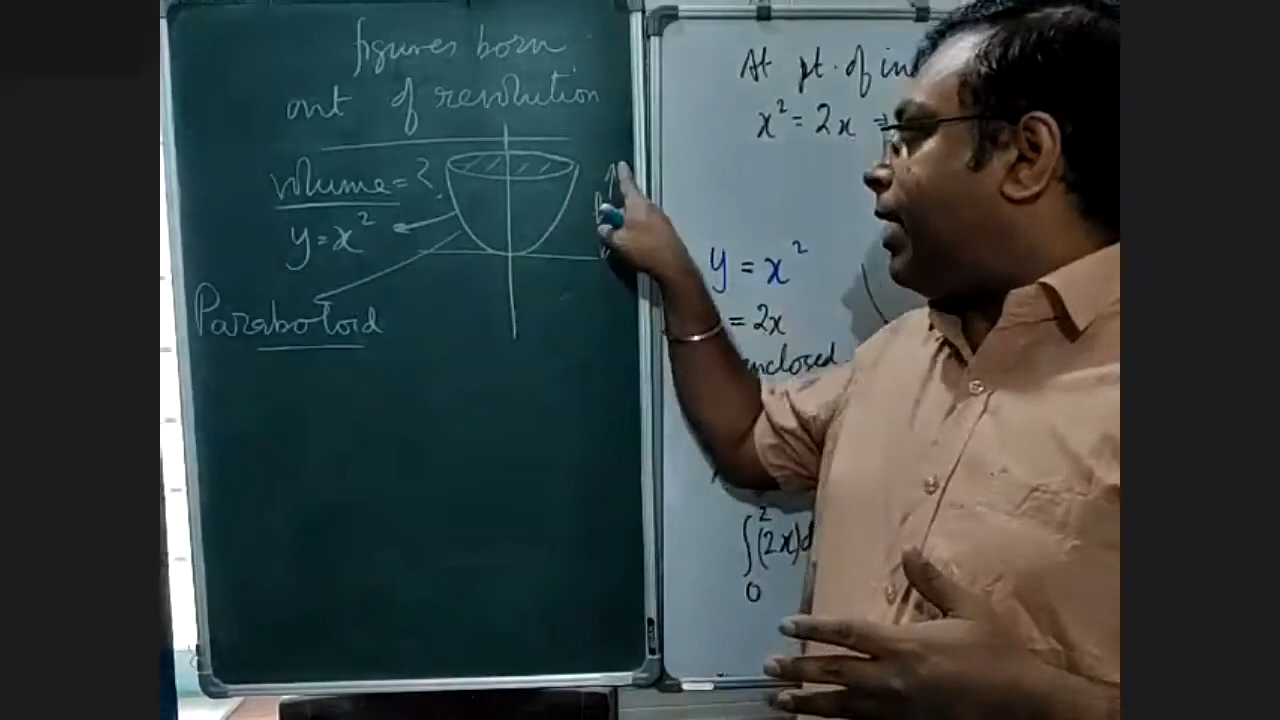 figures born
out of revolution
volume = ?
y = x²
Paraboloid
At pt. of in
x² = 2x ⇒
y = x²
= 2x
enclosed
∫₀² (2x)d